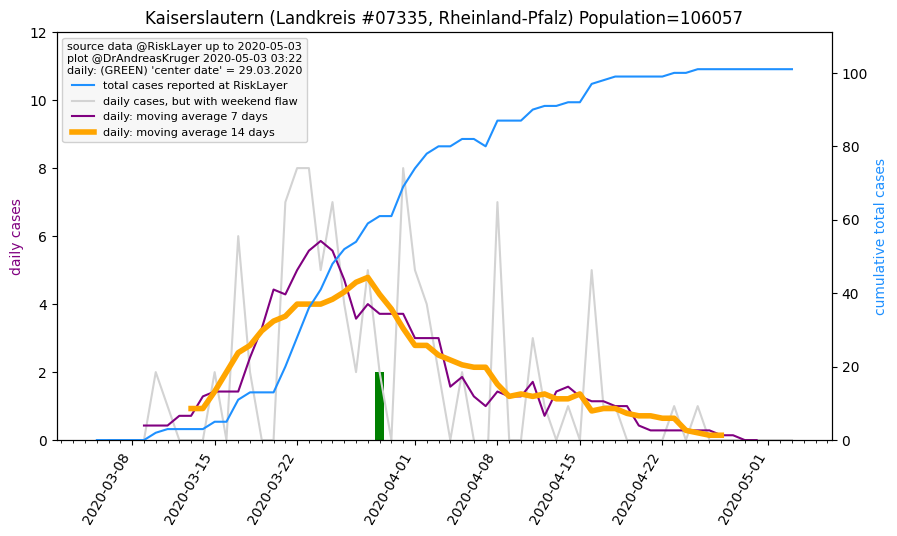 Kaiserslautern (Landkreis #07335, Rheinland-Pfalz) Population=106057
source data @RiskLayer up to 2020-05-03
plot @DrAndreasKruger 2020-05-03 03:22
daily: (GREEN) 'center date' = 29.03.2020
total cases reported at RiskLayer
daily cases, but with weekend flaw
daily: moving average 7 days
daily: moving average 14 days
12
10
8
6
4
2
0
daily cases
100
80
60
40
20
0
cumulative total cases
2020-03-08
2020-03-15
2020-03-22
2020-04-01
2020-04-08
2020-04-15
2020-04-22
2020-05-01